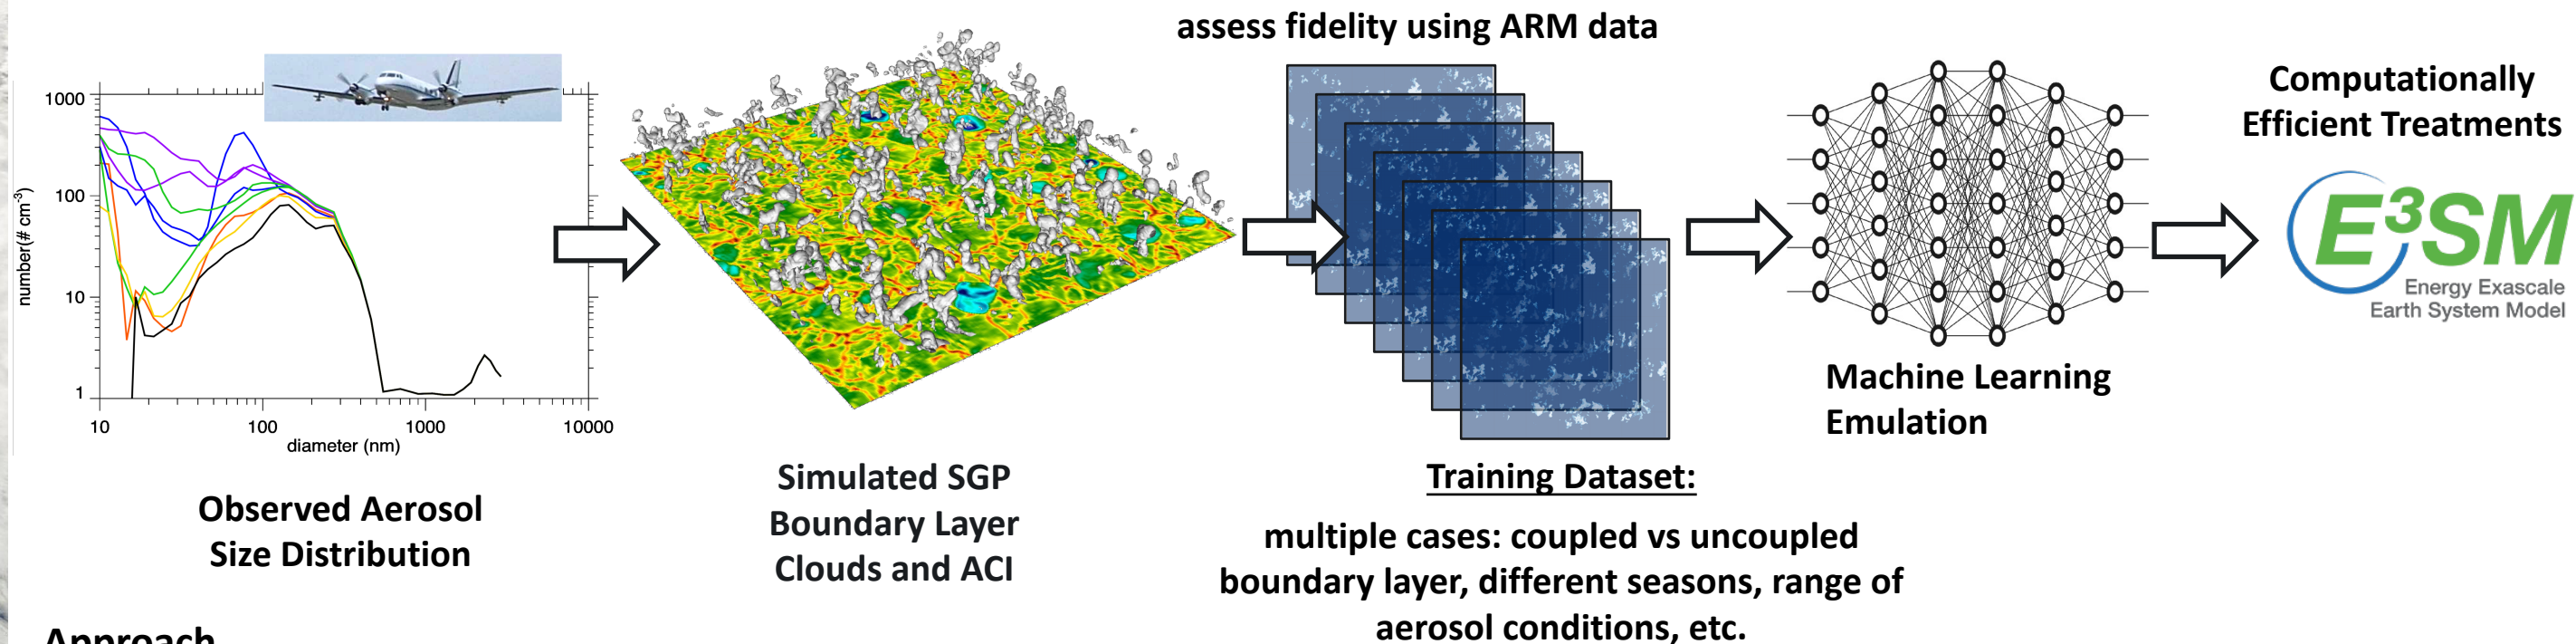 assess fidelity using ARM data
1000
100
10
1
number(# cm-3)
10
100
1000
10000
diameter (nm)
Observed Aerosol
Size Distribution
Simulated SGP
Boundary Layer
Clouds and ACI
Training Dataset:
multiple cases: coupled vs uncoupled
boundary layer, different seasons, range of
aerosol conditions, etc.
Machine Learning
Emulation
Computationally
Efficient Treatments
E³SM
Energy Exascale
Earth System Model
Approach